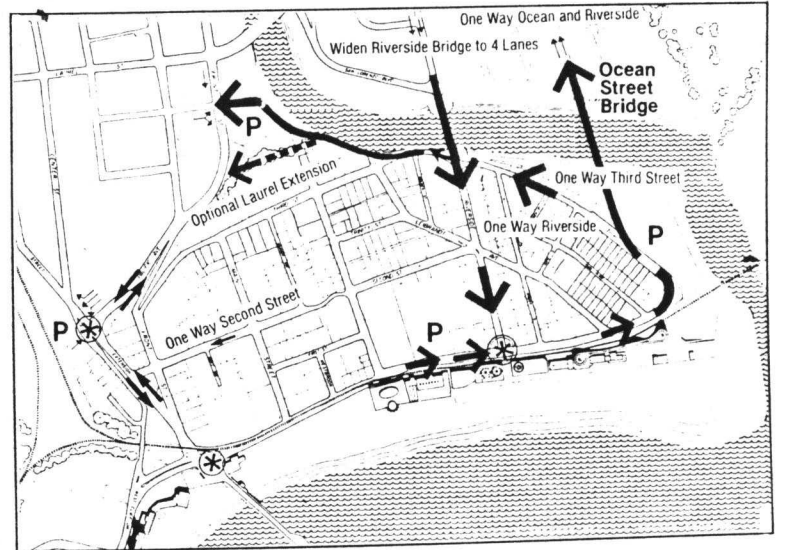 One Way Ocean and Riverside
Widen Riverside Bridge to 4 Lanes
Ocean
Street
Bridge
P
Optional Laurel Extension
One Way Third Street
One Way Riverside
P
One Way Second Street
P
P